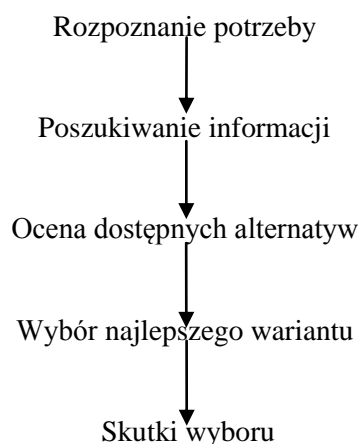 Rozpoznanie potrzeby
Poszukiwanie informacji
Ocena dostępnych alternatyw
Wybór najlepszego wariantu
Skutki wyboru